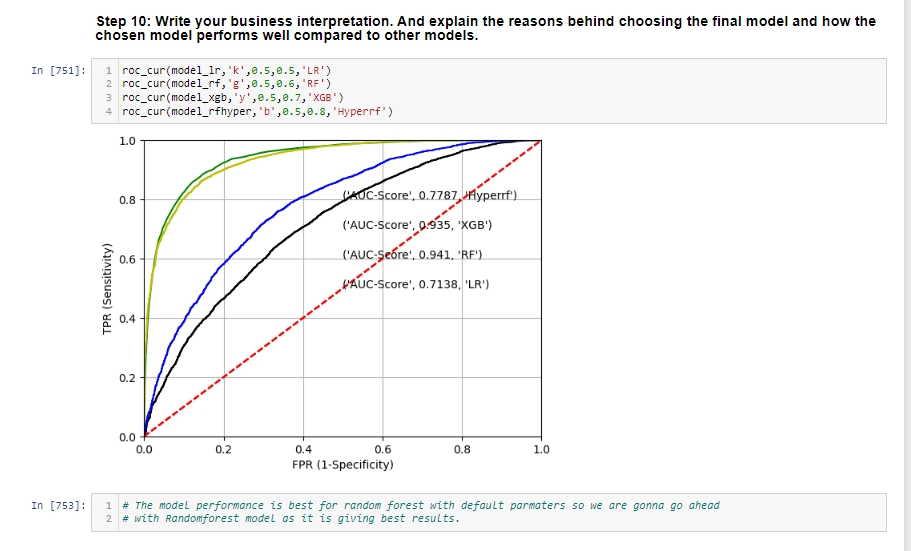 Step 10: Write your business interpretation. And explain the reasons behind choosing the final model and how the
chosen model performs well compared to other models.
In [751]:
1 roc_cur(model_lr,'k',0.5,0.5,'LR')
2 roc_cur(model_rf,'g',0.5,0.6,'RF')
3 roc_cur(model_xgb,'y',0.5,0.7,'XGB')
4 roc_cur(model_rfhyper,'b',0.5,0.8,'Hyperrf')
1.0
0.8
0.6
0.4
0.2
0.0
TPR (Sensitivity)
('AUC-Score', 0.7787, 'Hyperrf')
('AUC-Score', 0.935, 'XGB')
('AUC-Score', 0.941, 'RF')
('AUC-Score', 0.7138, 'LR')
0.0 0.2 0.4 0.6 0.8 1.0
FPR (1-Specificity)
In [753]:
1 # The model performance is best for random forest with default parmaters so we are gonna go ahead
2 # with Randomforest model as it is giving best results.